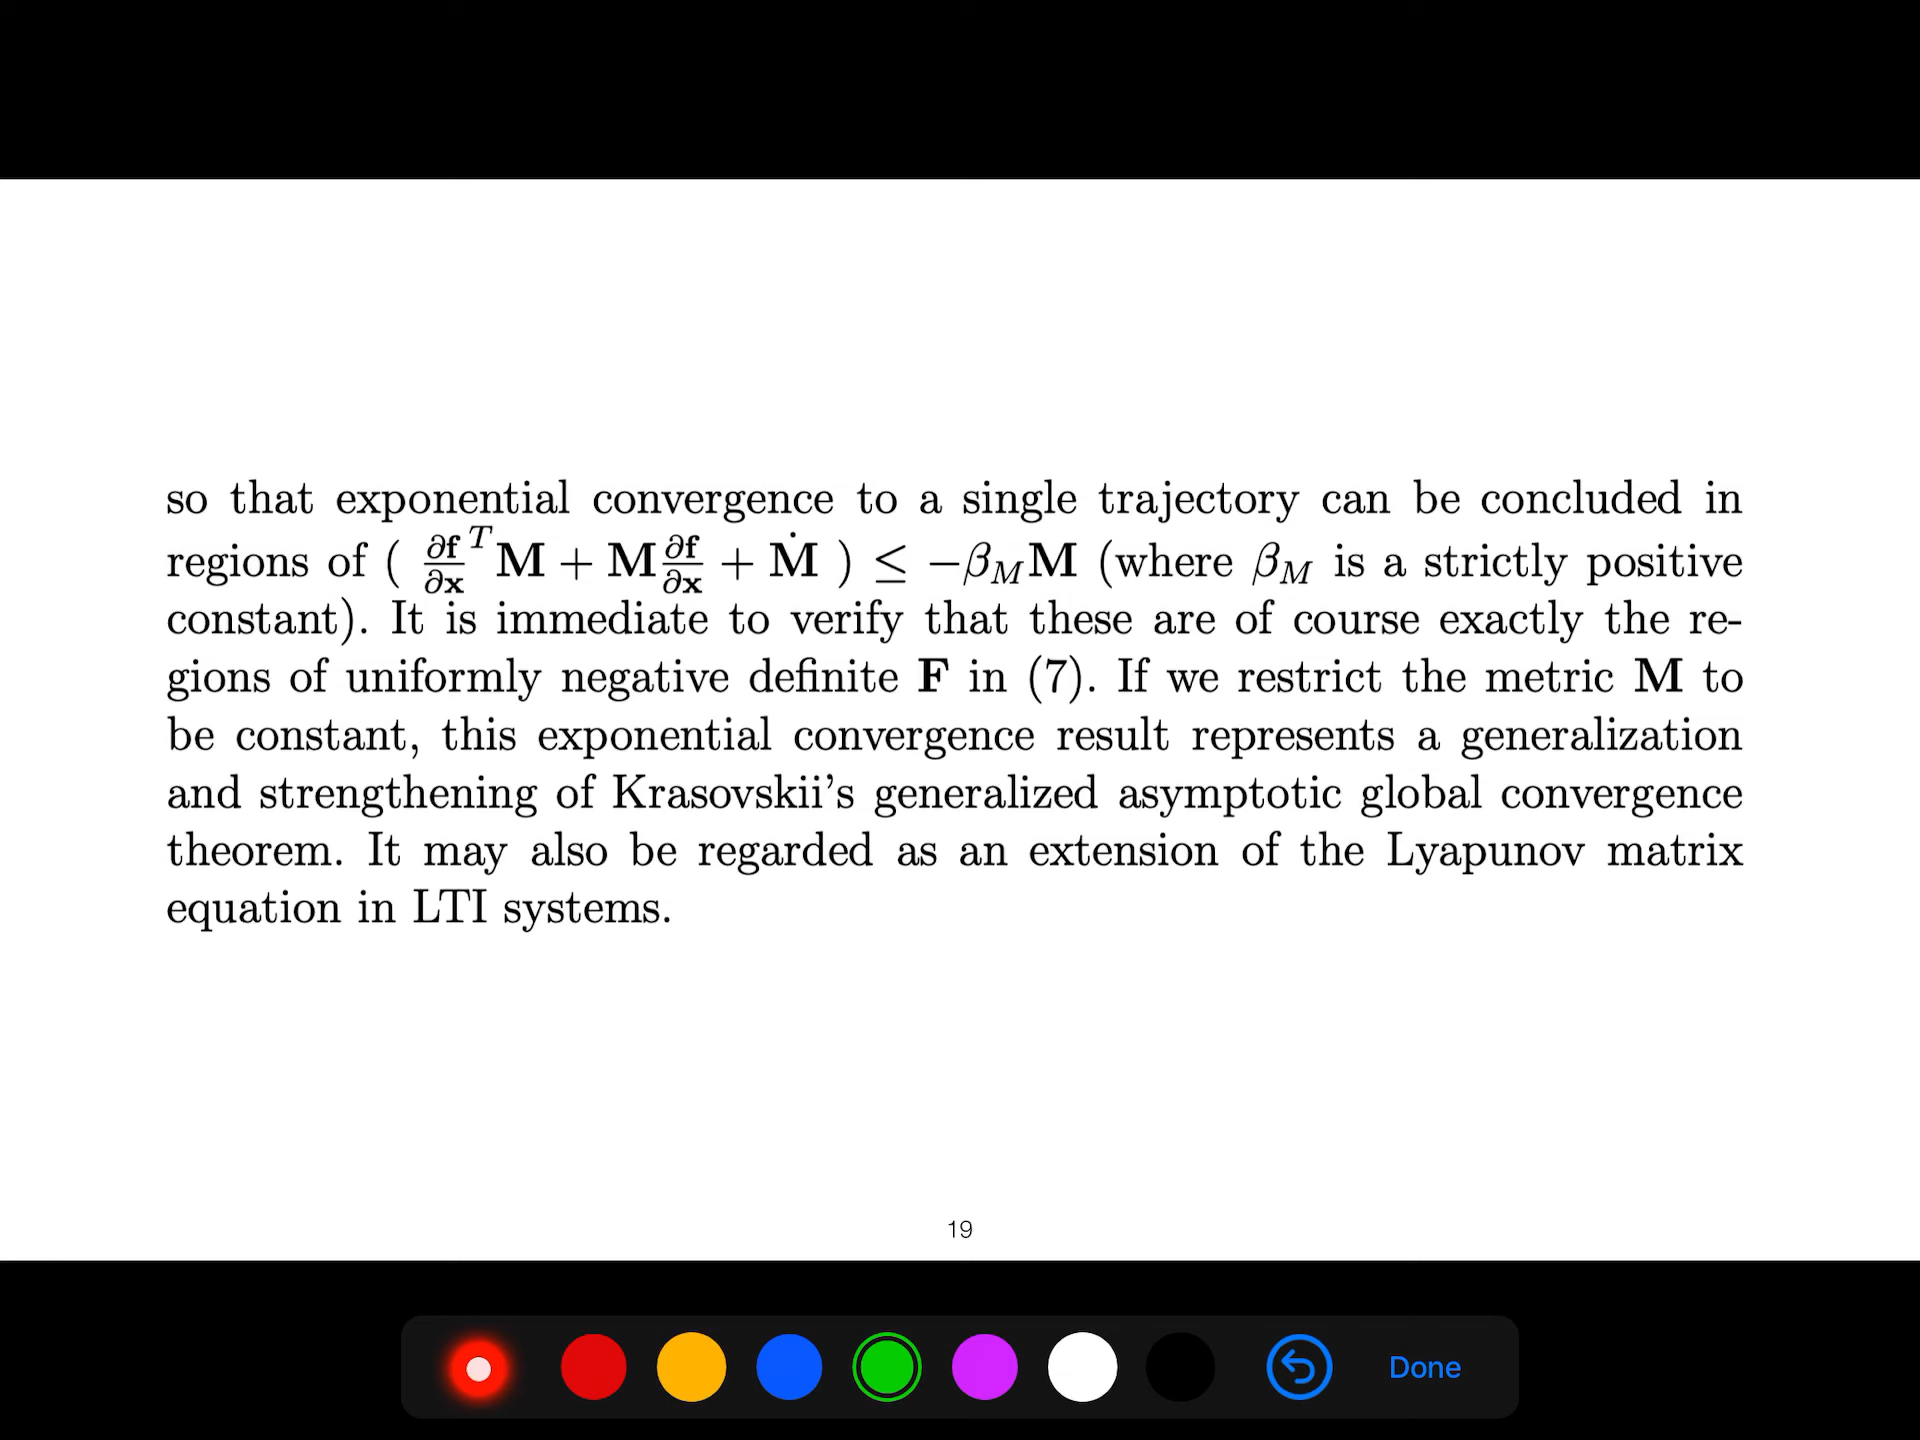 so that exponential convergence to a single trajectory can be concluded in
regions of ( ∂f/∂x^T M + M ∂f/∂x + Ṁ ) ≤ −β_M M (where β_M is a strictly positive
constant). It is immediate to verify that these are of course exactly the re-
gions of uniformly negative definite F in (7). If we restrict the metric M to
be constant, this exponential convergence result represents a generalization
and strengthening of Krasovskii's generalized asymptotic global convergence
theorem. It may also be regarded as an extension of the Lyapunov matrix
equation in LTI systems.
19
Done